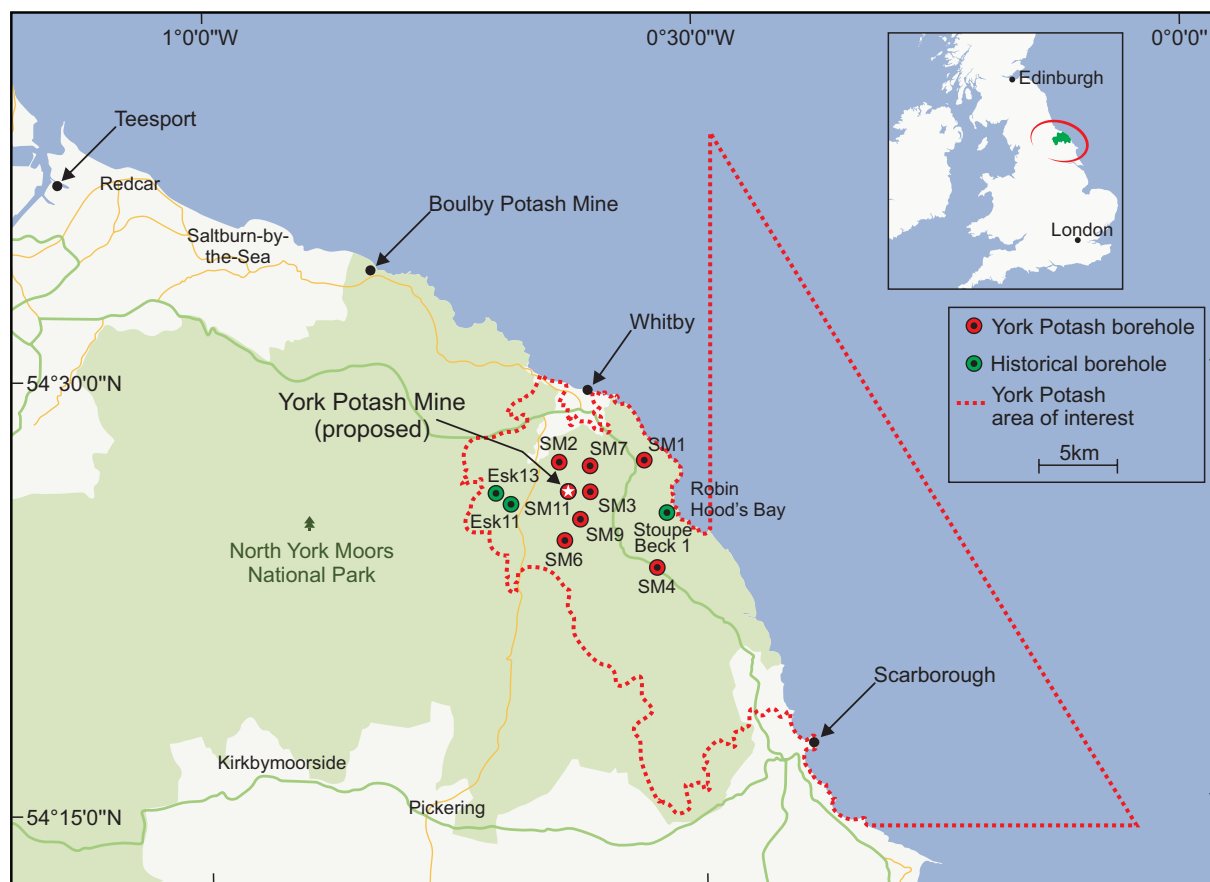 1°0'0"W
0°30'0"W
0°0'0"
Edinburgh
London
Teesport
Redcar
Boulby Potash Mine
Saltburn-by-
the-Sea
Whitby
York Potash borehole
Historical borehole
York Potash
area of interest
5km
54°30'0"N
York Potash Mine
(proposed)
SM2
SM7
SM1
Esk13
SM11
SM3
Robin
Hood's Bay
Esk11
SM9
Stoupe
Beck 1
SM6
SM4
North York Moors
National Park
Scarborough
Kirkbymoorside
Pickering
54°15'0"N